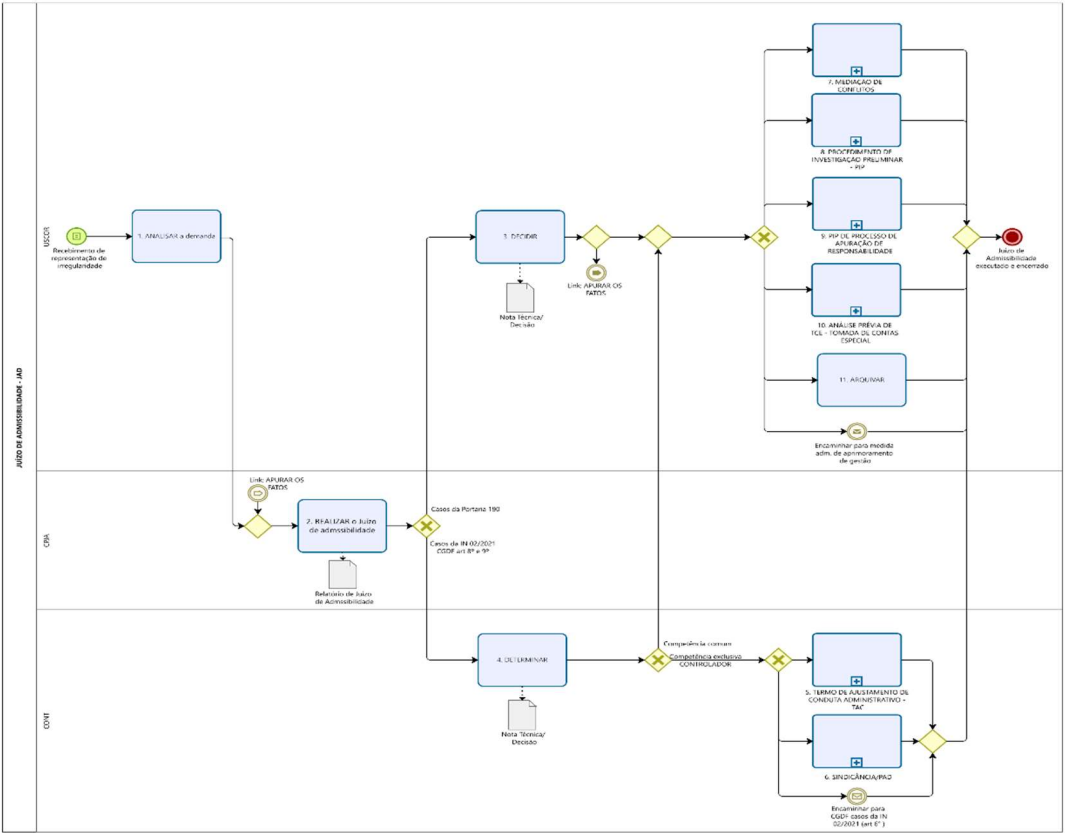 JUÍZO DE ADMISSIBILIDADE - JAD
USCOR
Recebimento de
representação de
irregularidade
1. ANALISAR a demanda
3. DECIDIR
Nota Técnica/
Decisão
Link: APURAR OS
FATOS
7. MEDIAÇÃO DE
CONFLITOS
8. PROCEDIMENTO DE
INVESTIGAÇÃO PRELIMINAR
- PIP
9. PIP DE PROCESSO DE
APURAÇÃO DE
RESPONSABILIDADE
10. ANÁLISE PRÉVIA DE
TCE - TOMADA DE CONTAS
ESPECIAL
11. ARQUIVAR
Encaminhar para medida
adm. de aprimoramento
de gestão
Juízo de
Admissibilidade
executado e encerrado
Link: APURAR OS
FATOS
2. REALIZAR o Juízo
de admssibilidade
Relatório de Juízo
de Admssibilidade
Casos da Portaria 190
Casos da IN 02/2021
CGDF art 8º e 9º
CONT
4. DETERMINAR
Nota Técnica/
Decisão
Competência comum
Competência exclusiva
CONTROLADOR
5. TERMO DE AJUSTAMENTO DE
CONDUTA ADMINISTRATIVO -
TAC
6. SINDICÂNCIA/PAD
Encaminhar para
CGDF casos da IN
02/2021 (art 8º )